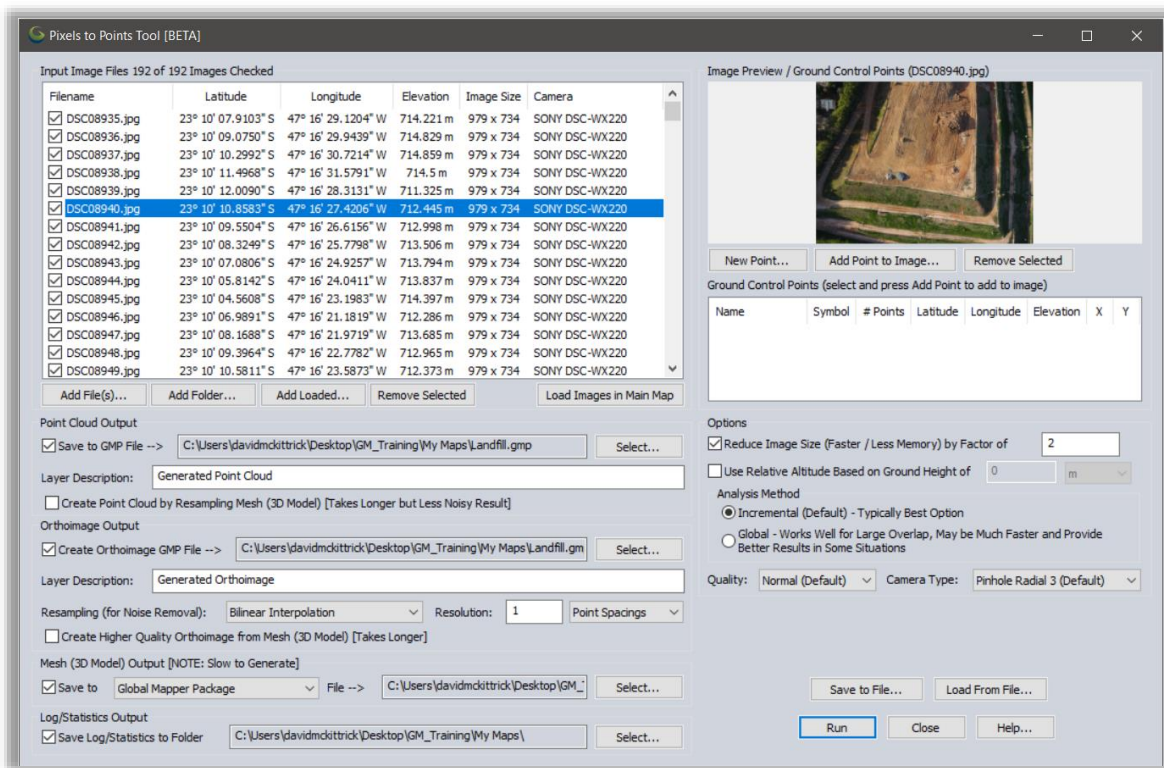 Pixels to Points Tool [BETA]
Input Image Files 192 of 192 Images Checked
Filename Latitude Longitude Elevation Image Size Camera
DSC08935.jpg 23° 10' 07.9103" S 47° 16' 29.1204" W 714.221 m 979 x 734 SONY DSC-WX220
DSC08936.jpg 23° 10' 09.0750" S 47° 16' 29.9439" W 714.829 m 979 x 734 SONY DSC-WX220
DSC08937.jpg 23° 10' 10.2992" S 47° 16' 30.7214" W 714.859 m 979 x 734 SONY DSC-WX220
DSC08938.jpg 23° 10' 11.4968" S 47° 16' 31.5791" W 714.5 m 979 x 734 SONY DSC-WX220
DSC08939.jpg 23° 10' 12.0090" S 47° 16' 28.3131" W 711.325 m 979 x 734 SONY DSC-WX220
DSC08940.jpg 23° 10' 10.8583" S 47° 16' 27.4206" W 712.445 m 979 x 734 SONY DSC-WX220
DSC08941.jpg 23° 10' 09.5504" S 47° 16' 26.6156" W 712.998 m 979 x 734 SONY DSC-WX220
DSC08942.jpg 23° 10' 08.3249" S 47° 16' 25.7798" W 713.506 m 979 x 734 SONY DSC-WX220
DSC08943.jpg 23° 10' 07.0806" S 47° 16' 24.9257" W 713.794 m 979 x 734 SONY DSC-WX220
DSC08944.jpg 23° 10' 05.8142" S 47° 16' 24.0411" W 713.837 m 979 x 734 SONY DSC-WX220
DSC08945.jpg 23° 10' 04.5608" S 47° 16' 23.1983" W 714.397 m 979 x 734 SONY DSC-WX220
DSC08946.jpg 23° 10' 06.9891" S 47° 16' 21.1819" W 712.286 m 979 x 734 SONY DSC-WX220
DSC08947.jpg 23° 10' 08.1688" S 47° 16' 21.9719" W 713.685 m 979 x 734 SONY DSC-WX220
DSC08948.jpg 23° 10' 09.3964" S 47° 16' 22.7782" W 712.965 m 979 x 734 SONY DSC-WX220
DSC08949.jpg 23° 10' 10.5811" S 47° 16' 23.5873" W 712.373 m 979 x 734 SONY DSC-WX220
Add File(s)... Add Folder... Add Loaded... Remove Selected Load Images in Main Map
Point Cloud Output
Save to GMP File --> C:\Users\davidmckittrick\Desktop\GM_Training\My Maps\Landfill.gmp Select...
Layer Description: Generated Point Cloud
Create Point Cloud by Resampling Mesh (3D Model) [Takes Longer but Less Noisy Result]
Orthoimage Output
Create Orthoimage GMP File --> C:\Users\davidmckittrick\Desktop\GM_Training\My Maps\Landfill.gm Select...
Layer Description: Generated Orthoimage
Resampling (for Noise Removal): Bilinear Interpolation Resolution: 1 Point Spacings
Create Higher Quality Orthoimage from Mesh (3D Model) [Takes Longer]
Mesh (3D Model) Output [NOTE: Slow to Generate]
Save to Global Mapper Package File --> C:\Users\davidmckittrick\Desktop\GM_ Select...
Log/Statistics Output
Save Log/Statistics to Folder C:\Users\davidmckittrick\Desktop\GM_Training\My Maps\ Select...
Image Preview / Ground Control Points (DSC08940.jpg)
New Point... Add Point to Image... Remove Selected
Ground Control Points (select and press Add Point to add to image)
Name Symbol # Points Latitude Longitude Elevation X Y
Options
Reduce Image Size (Faster / Less Memory) by Factor of 2
Use Relative Altitude Based on Ground Height of 0 m
Analysis Method
Incremental (Default) - Typically Best Option
Global - Works Well for Large Overlap, May be Much Faster and Provide
Better Results in Some Situations
Quality: Normal (Default) Camera Type: Pinhole Radial 3 (Default)
Save to File... Load From File...
Run Close Help...